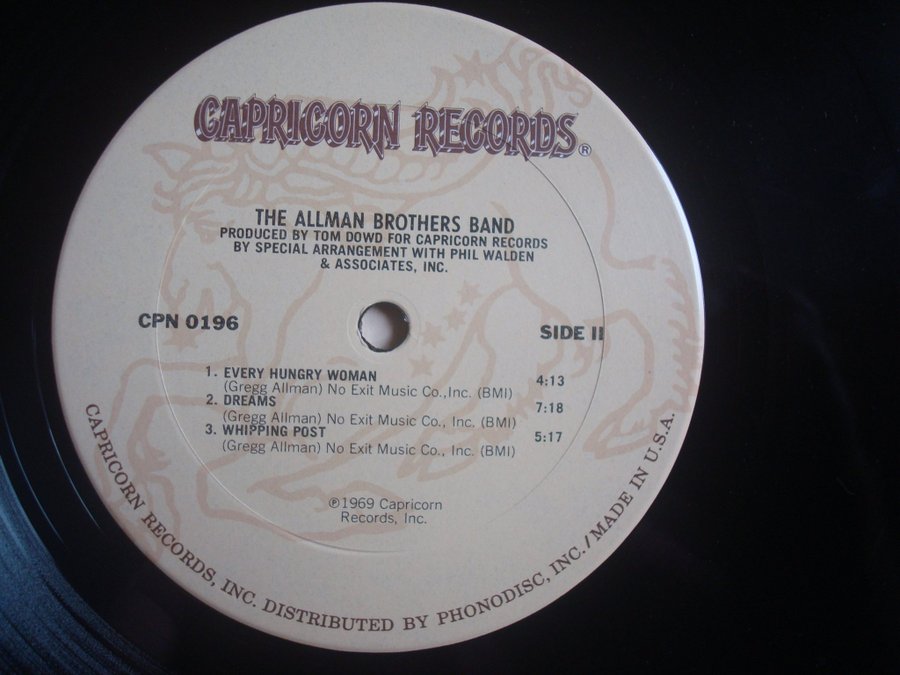 CAPRICORN RECORDS®
THE ALLMAN BROTHERS BAND
PRODUCED BY TOM DOWD FOR CAPRICORN RECORDS
BY SPECIAL ARRANGEMENT WITH PHIL WALDEN
& ASSOCIATES, INC.
CPN 0196
SIDE II
1. EVERY HUNGRY WOMAN 4:13
(Gregg Allman) No Exit Music Co.,Inc. (BMI)
2. DREAMS 7:18
(Gregg Allman) No Exit Music Co., Inc. (BMI)
3. WHIPPING POST 5:17
(Gregg Allman) No Exit Music Co., Inc. (BMI)
℗1969 Capricorn
Records, Inc.
CAPRICORN RECORDS, INC. DISTRIBUTED BY PHONODISC, INC./MADE IN U.S.A.